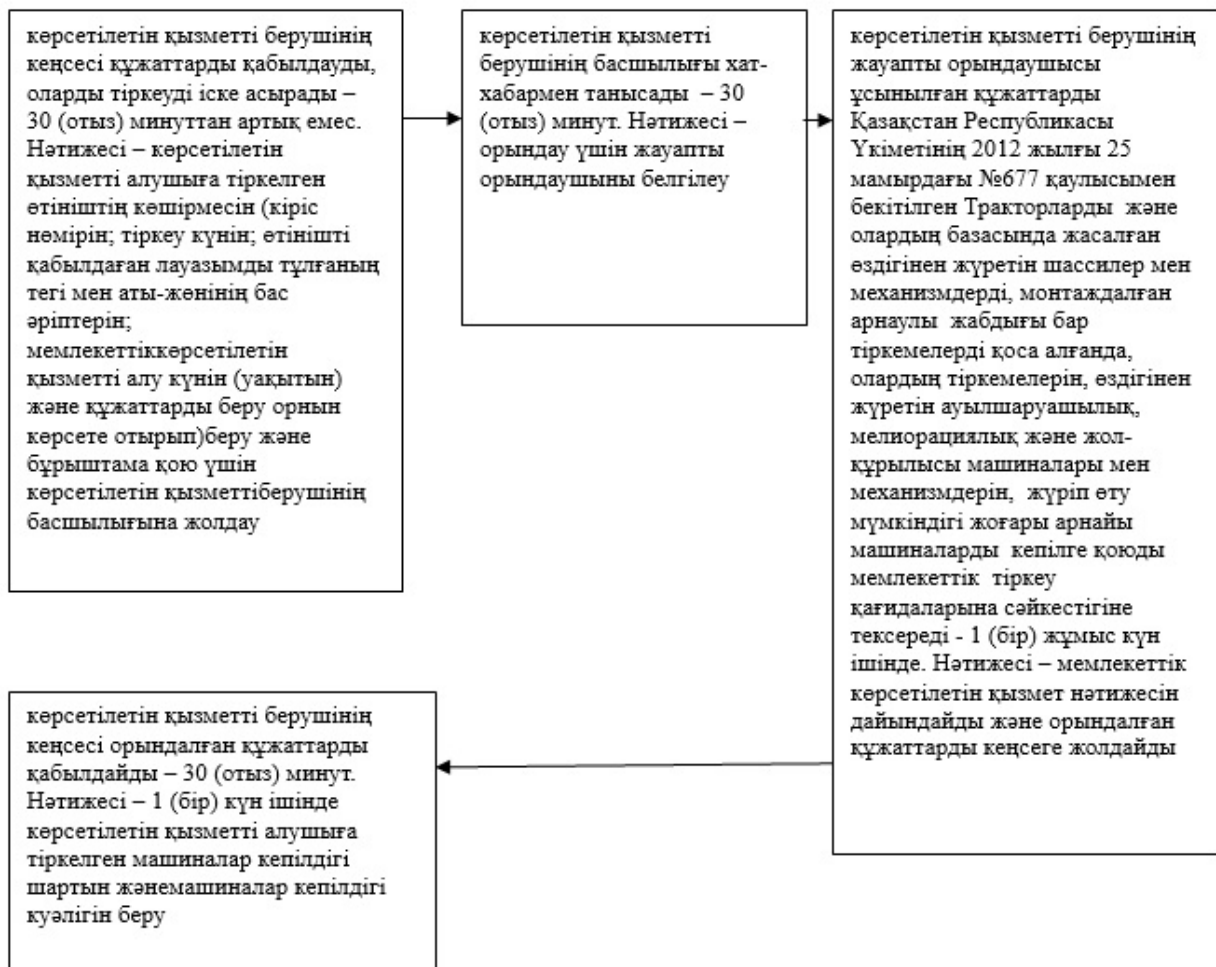 көрсетілетін қызметті берушінің
кеңсесі құжаттарды қабылдауды,
оларды тіркеуді іске асырады –
30 (отыз) минуттан артық емес.
Нәтижесі – көрсетілетін
қызметті алушыға тіркелген
өтініштің көшірмесін (кіріс
нөмірін; тіркеу күнін; өтінішті
қабылдаған лауазымды тұлғаның
тегі мен аты-жөнінің бас
әріптерін;
мемлекеттіккөрсетілетін
қызметті алу күнін (уақытын)
және құжаттарды беру орнын
көрсете отырып)беру және
бұрыштама қою үшін
көрсетілетін қызметтіберушінің
басшылығына жолдау
көрсетілетін қызметті
берушінің басшылығы хат-
хабармен танысады – 30
(отыз) минут. Нәтижесі –
орындау үшін жауапты
орындаушыны белгілеу
көрсетілетін қызметті берушінің
жауапты орындаушысы
ұсынылған құжаттарды
Қазақстан Республикасы
Үкіметінің 2012 жылғы 25
мамырдағы №677 қаулысымен
бекітілген Тракторларды және
олардың базасында жасалған
өздігінен жүретін шассилер мен
механизмдерді, монтаждалған
арнаулы жабдығы бар
тіркемелерді қоса алғанда,
олардың тіркемелерін, өздігінен
жүретін ауылшаруашылық,
мелиорациялық және жол-
құрылысы машиналары мен
механизмдерін, жүріп өту
мүмкіндігі жоғары арнайы
машиналарды кепілге қоюды
мемлекеттік тіркеу
қағидаларына сәйкестігіне
тексереді - 1 (бір) жұмыс күн
ішінде. Нәтижесі – мемлекеттік
көрсетілетін қызмет нәтижесін
дайындайды және орындалған
құжаттарды кеңсеге жолдайды
көрсетілетін қызметті берушінің
кеңсесі орындалған құжаттарды
қабылдайды – 30 (отыз) минут.
Нәтижесі – 1 (бір) күн ішінде
көрсетілетін қызметті алушыға
тіркелген машиналар кепілдігі
шартын жәнемашиналар кепілдігі
куәлігін беру